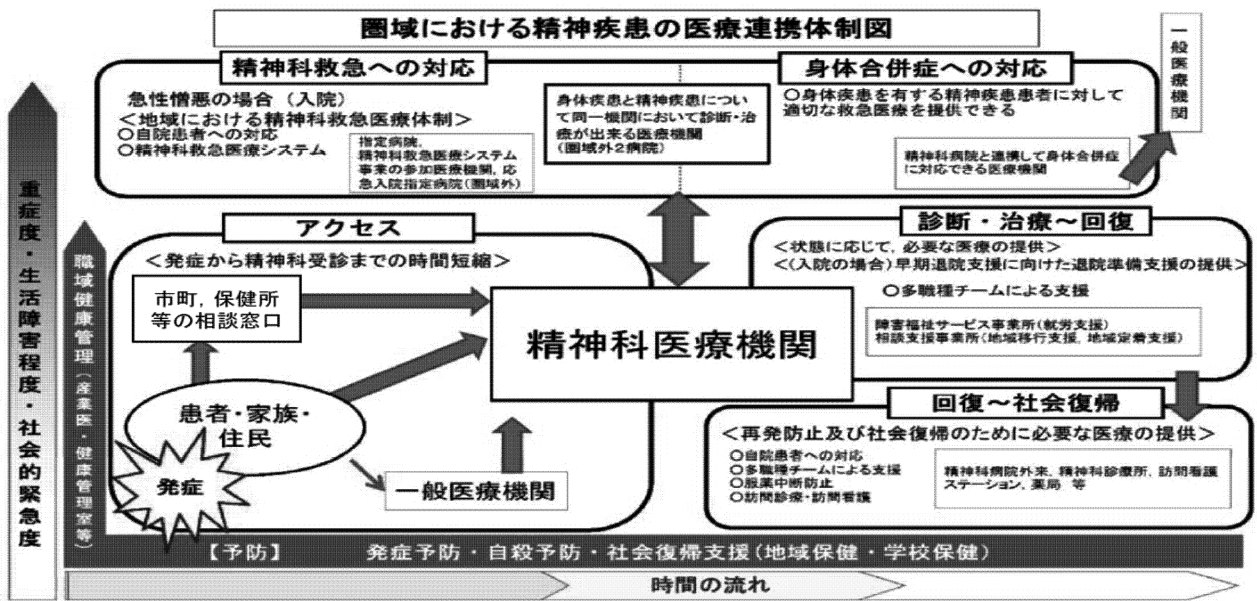 圏域における精神疾患の医療連携体制図
一般医療機関
精神科救急への対応
急性憎悪の場合（入院）
＜地域における精神科救急医療体制＞
○自院患者への対応
○精神科救急医療システム
指定病院，
精神科救急医療システム
事業の参加医療機関，応
急入院指定病院（圏域外）
身体疾患と精神疾患につい
て同一機関において診断・治
療が出来る医療機関
（圏域外2病院）
身体合併症への対応
○身体疾患を有する精神疾患患者に対して
適切な救急医療を提供できる
精神科病院と連携して身体合併症
に対応できる医療機関
重症度・生活障害程度・社会的緊急度
職域健康管理（産業医・健康管理室等）
アクセス
＜発症から精神科受診までの時間短縮＞
市町，保健所
等の相談窓口
患者・家族・
住民
発症
一般医療機関
精神科医療機関
診断・治療～回復
＜状態に応じて，必要な医療の提供＞
＜（入院の場合）早期退院支援に向けた退院準備支援の提供＞
○多職種チームによる支援
障害福祉サービス事業所（就労支援）
相談支援事業所（地域移行支援，地域定着支援）
回復～社会復帰
＜再発防止及び社会復帰のために必要な医療の提供＞
○自院患者への対応
○多職種チームによる支援
○服薬中断防止
○訪問診療・訪問看護
精神科病院外来，精神科診療所，訪問看護
ステーション，薬局　等
【予防】　発症予防・自殺予防・社会復帰支援（地域保健・学校保健）
時間の流れ